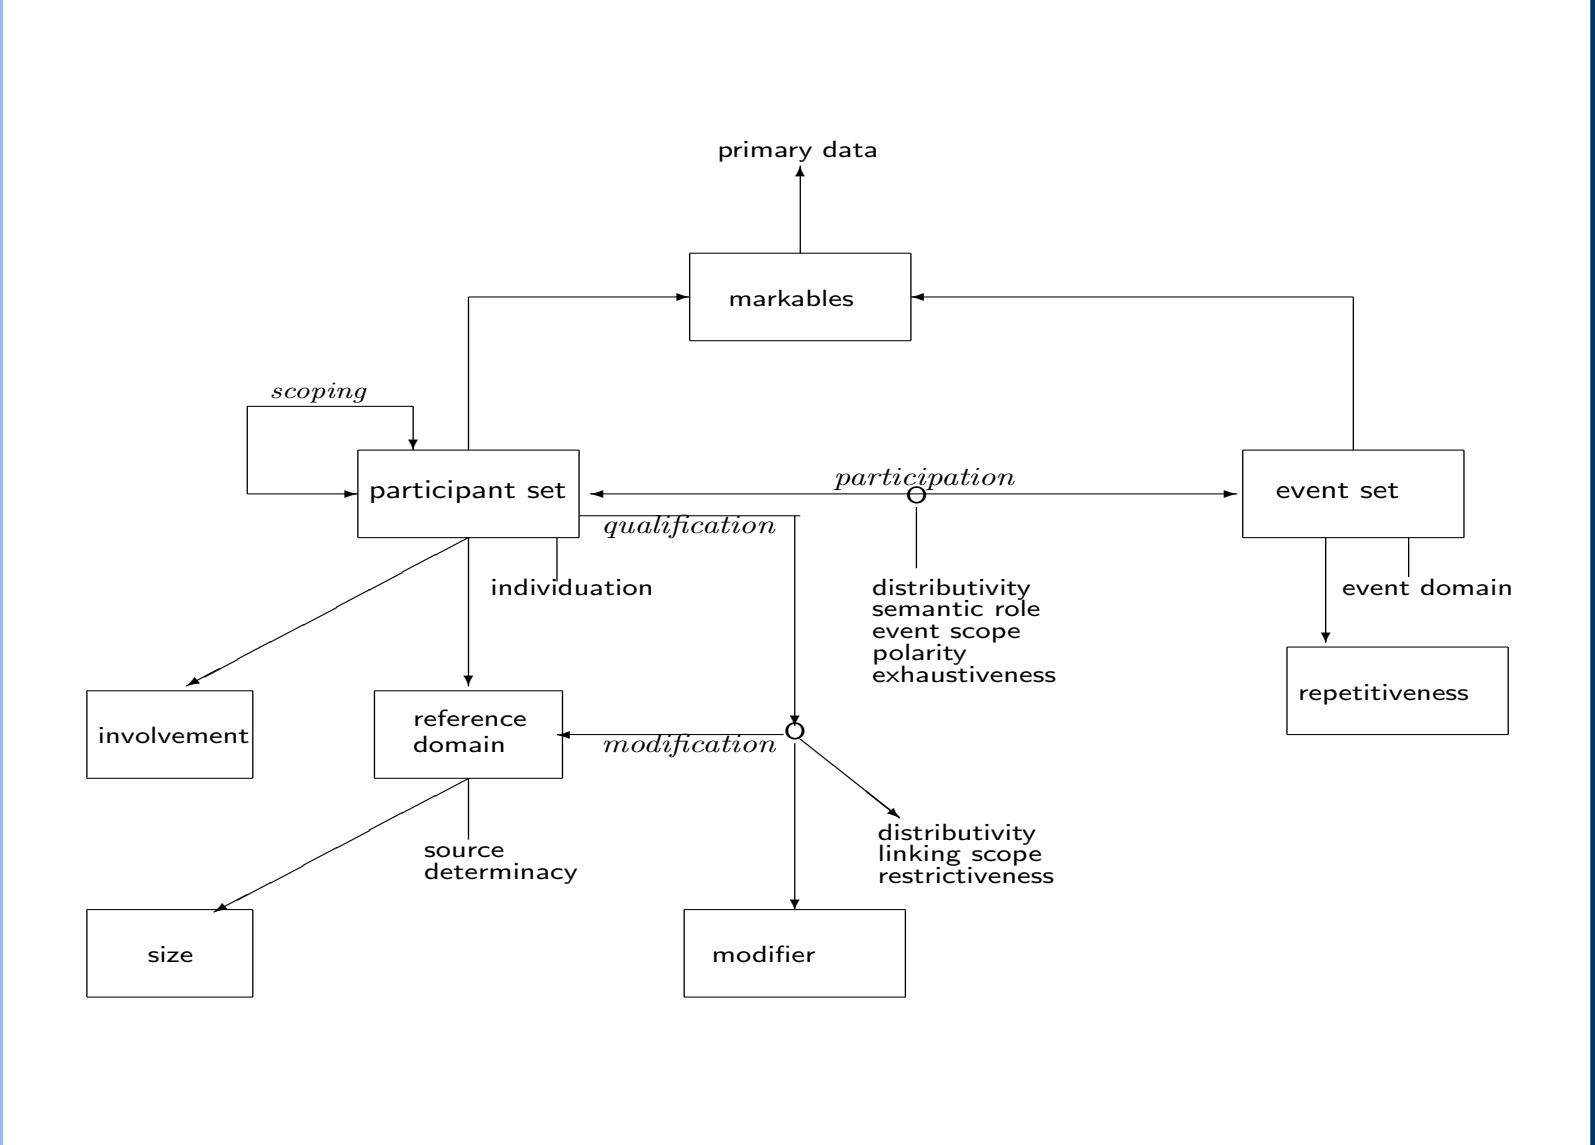 primary data
markables
scoping
participant set
participation
event set
qualification
individuation
distributivity
semantic role
event scope
polarity
exhaustiveness
event domain
repetitiveness
involvement
reference
domain
modification
source
determinacy
distributivity
linking scope
restrictiveness
size
modifier